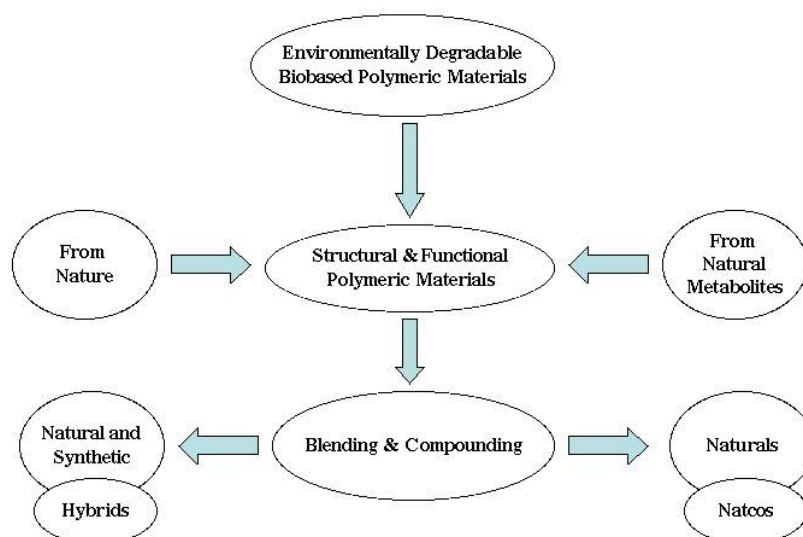 Environmentally Degradable
Biobased Polymeric Materials
From
Nature
Structural & Functional
Polymeric Materials
From
Natural
Metabolites
Natural and
Synthetic
Hybrids
Blending & Compounding
Naturals
Natcos